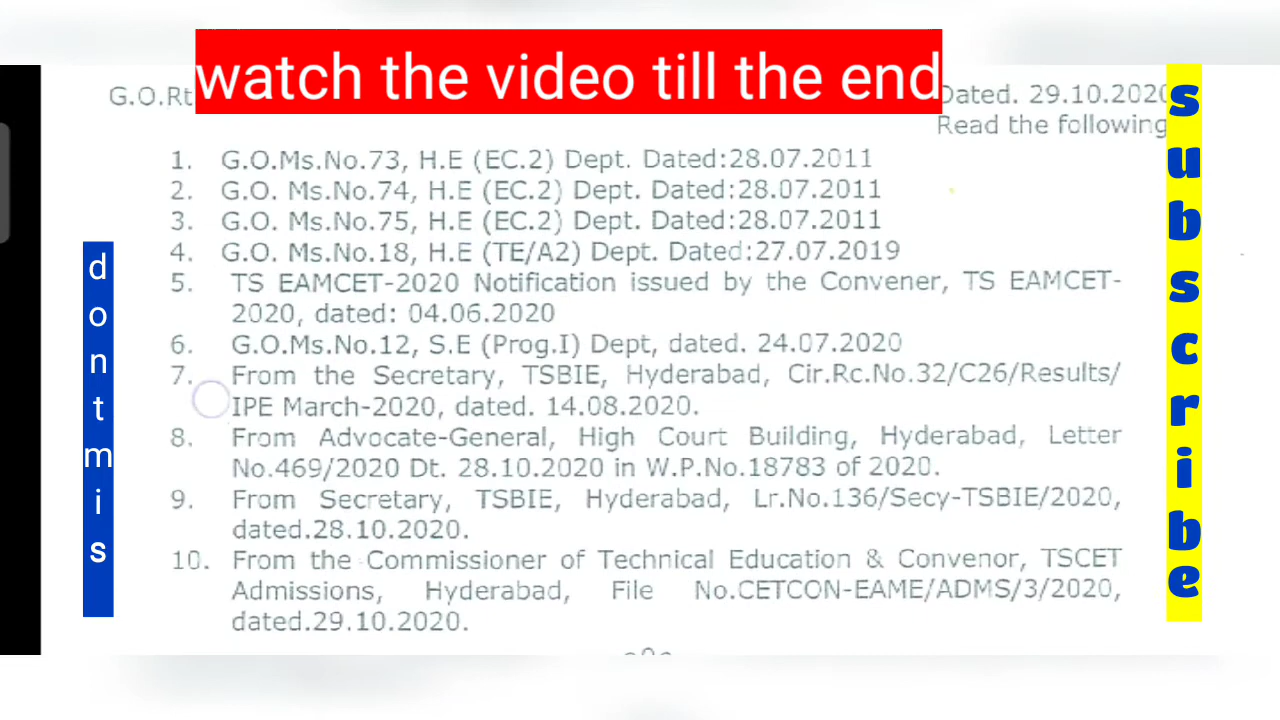 watch the video till the end
G.O.Rt
Dated. 29.10.2020
Read the following
1. G.O.Ms.No.73, H.E (EC.2) Dept. Dated:28.07.2011
2. G.O. Ms.No.74, H.E (EC.2) Dept. Dated:28.07.2011
3. G.O. Ms.No.75, H.E (EC.2) Dept. Dated:28.07.2011
4. G.O. Ms.No.18, H.E (TE/A2) Dept. Dated:27.07.2019
5. TS EAMCET-2020 Notification issued by the Convener, TS EAMCET-
2020, dated: 04.06.2020
6. G.O.Ms.No.12, S.E (Prog.I) Dept, dated. 24.07.2020
7. From the Secretary, TSBIE, Hyderabad, Cir.Rc.No.32/C26/Results/
IPE March-2020, dated. 14.08.2020.
8. From Advocate-General, High Court Building, Hyderabad, Letter
No.469/2020 Dt. 28.10.2020 in W.P.No.18783 of 2020.
9. From Secretary, TSBIE, Hyderabad, Lr.No.136/Secy-TSBIE/2020,
dated.28.10.2020.
10. From the Commissioner of Technical Education & Convenor, TSCET
Admissions, Hyderabad, File No.CETCON-EAME/ADMS/3/2020,
dated.29.10.2020.
dont mis
subscribe